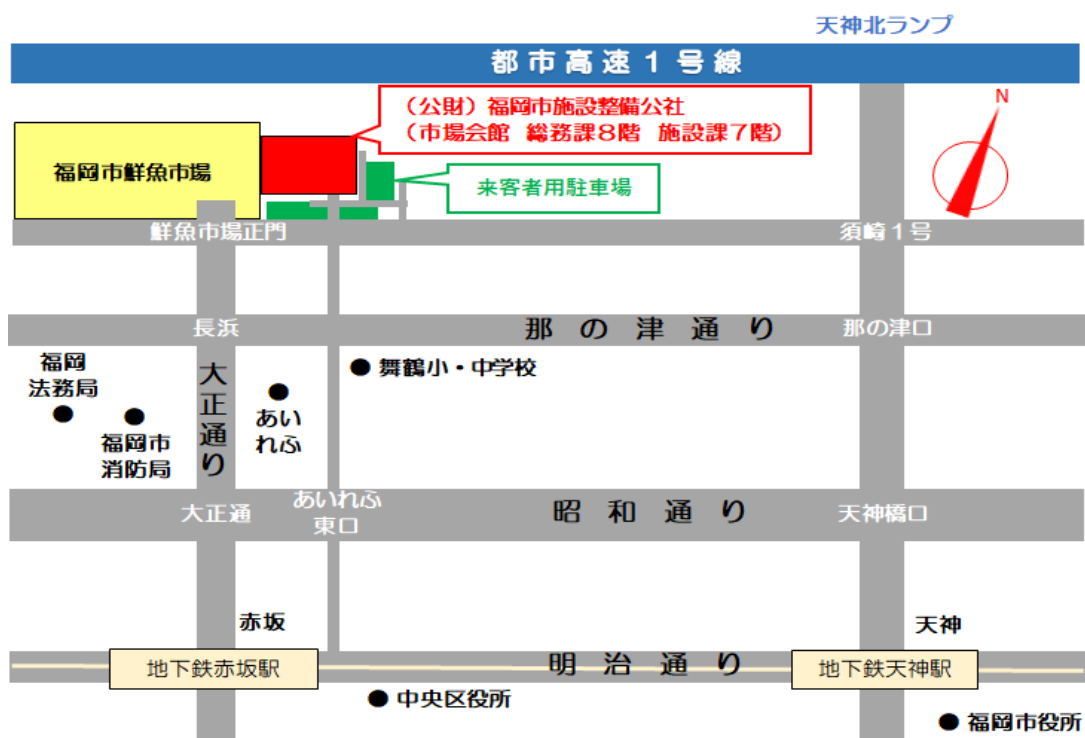 天神北ランプ
都市高速１号線
（公財）福岡市施設整備公社
（市場会館　総務課８階　施設課７階）
N
福岡市鮮魚市場
来客者用駐車場
鮮魚市場正門
須崎１号
長浜
那の津通り
那の津口
福岡
法務局
大正通り
舞鶴小・中学校
あい
れふ
福岡市
消防局
大正通
あいれふ
東口
昭和通り
天神橋口
赤坂
天神
地下鉄赤坂駅
明治通り
地下鉄天神駅
中央区役所
福岡市役所